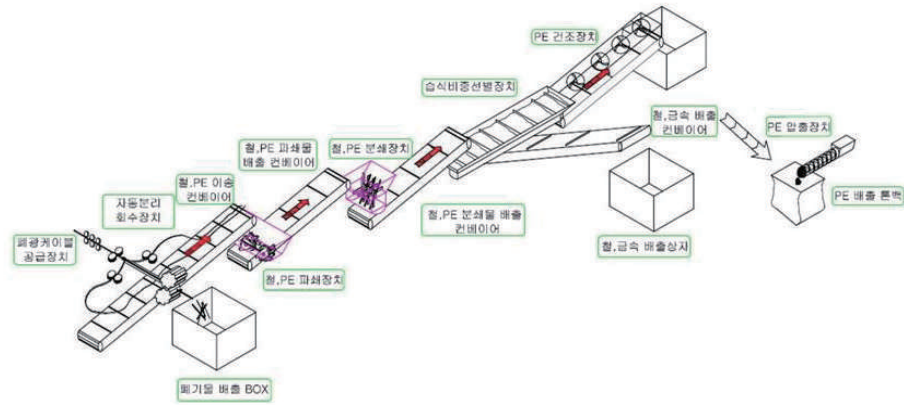 PE 건조장치
습식비중선별장치
철,금속 배출
컨베이어
PE 압출장치
철,PE 파쇄물
배출 컨베이어
철,PE 분쇄장치
철,PE 이송
컨베이어
자동분리
회수장치
PE 배출 톤백
철,PE 분쇄물 배출
컨베이어
폐광케이블
공급장치
철,금속 배출상자
철,PE 파쇄장치
폐기물 배출 BOX